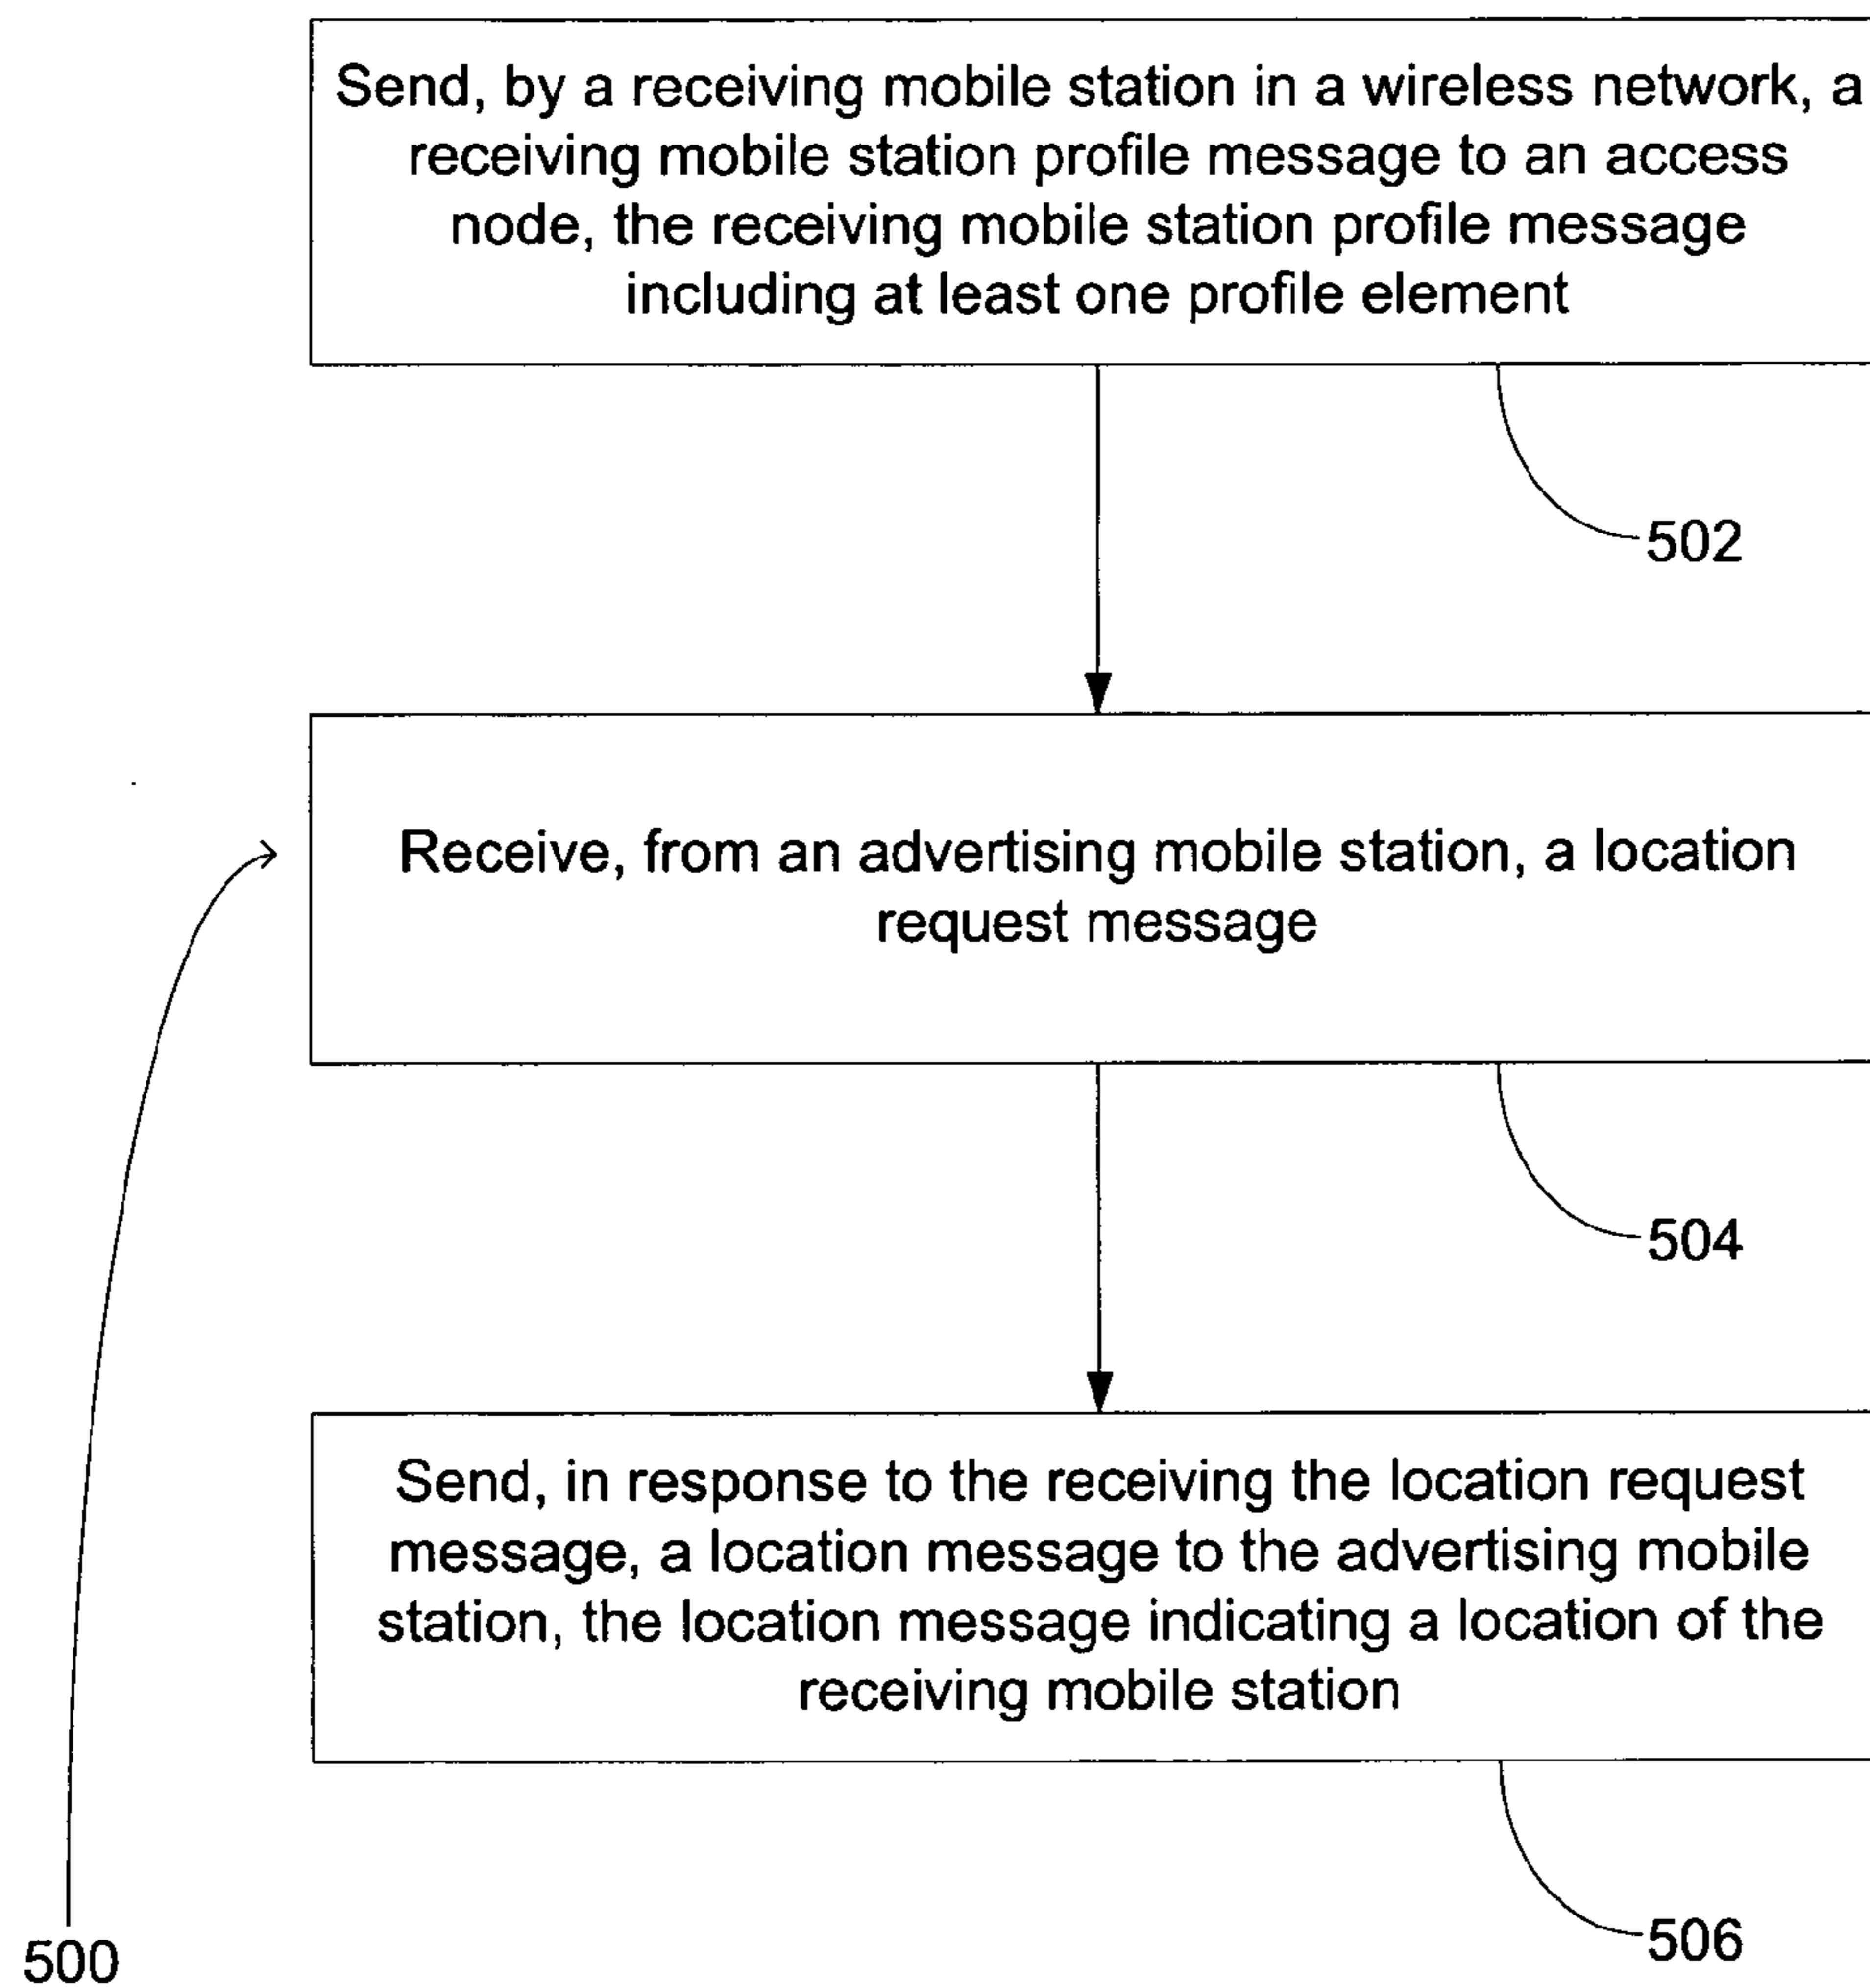 Send, by a receiving mobile station in a wireless network, a
receiving mobile station profile message to an access
node, the receiving mobile station profile message
including at least one profile element
502
Receive, from an advertising mobile station, a location
request message
504
Send, in response to the receiving the location request
message, a location message to the advertising mobile
station, the location message indicating a location of the
receiving mobile station
506
500